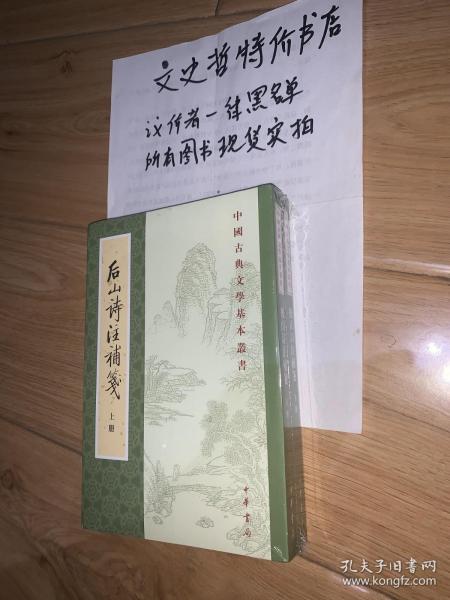 文史哲特价书店
议价者一律黑名单
所有图书现货实拍
中國古典文學基本叢書
后山诗注補箋
上册
中華書局
孔夫子旧书网
www.kongfz.com